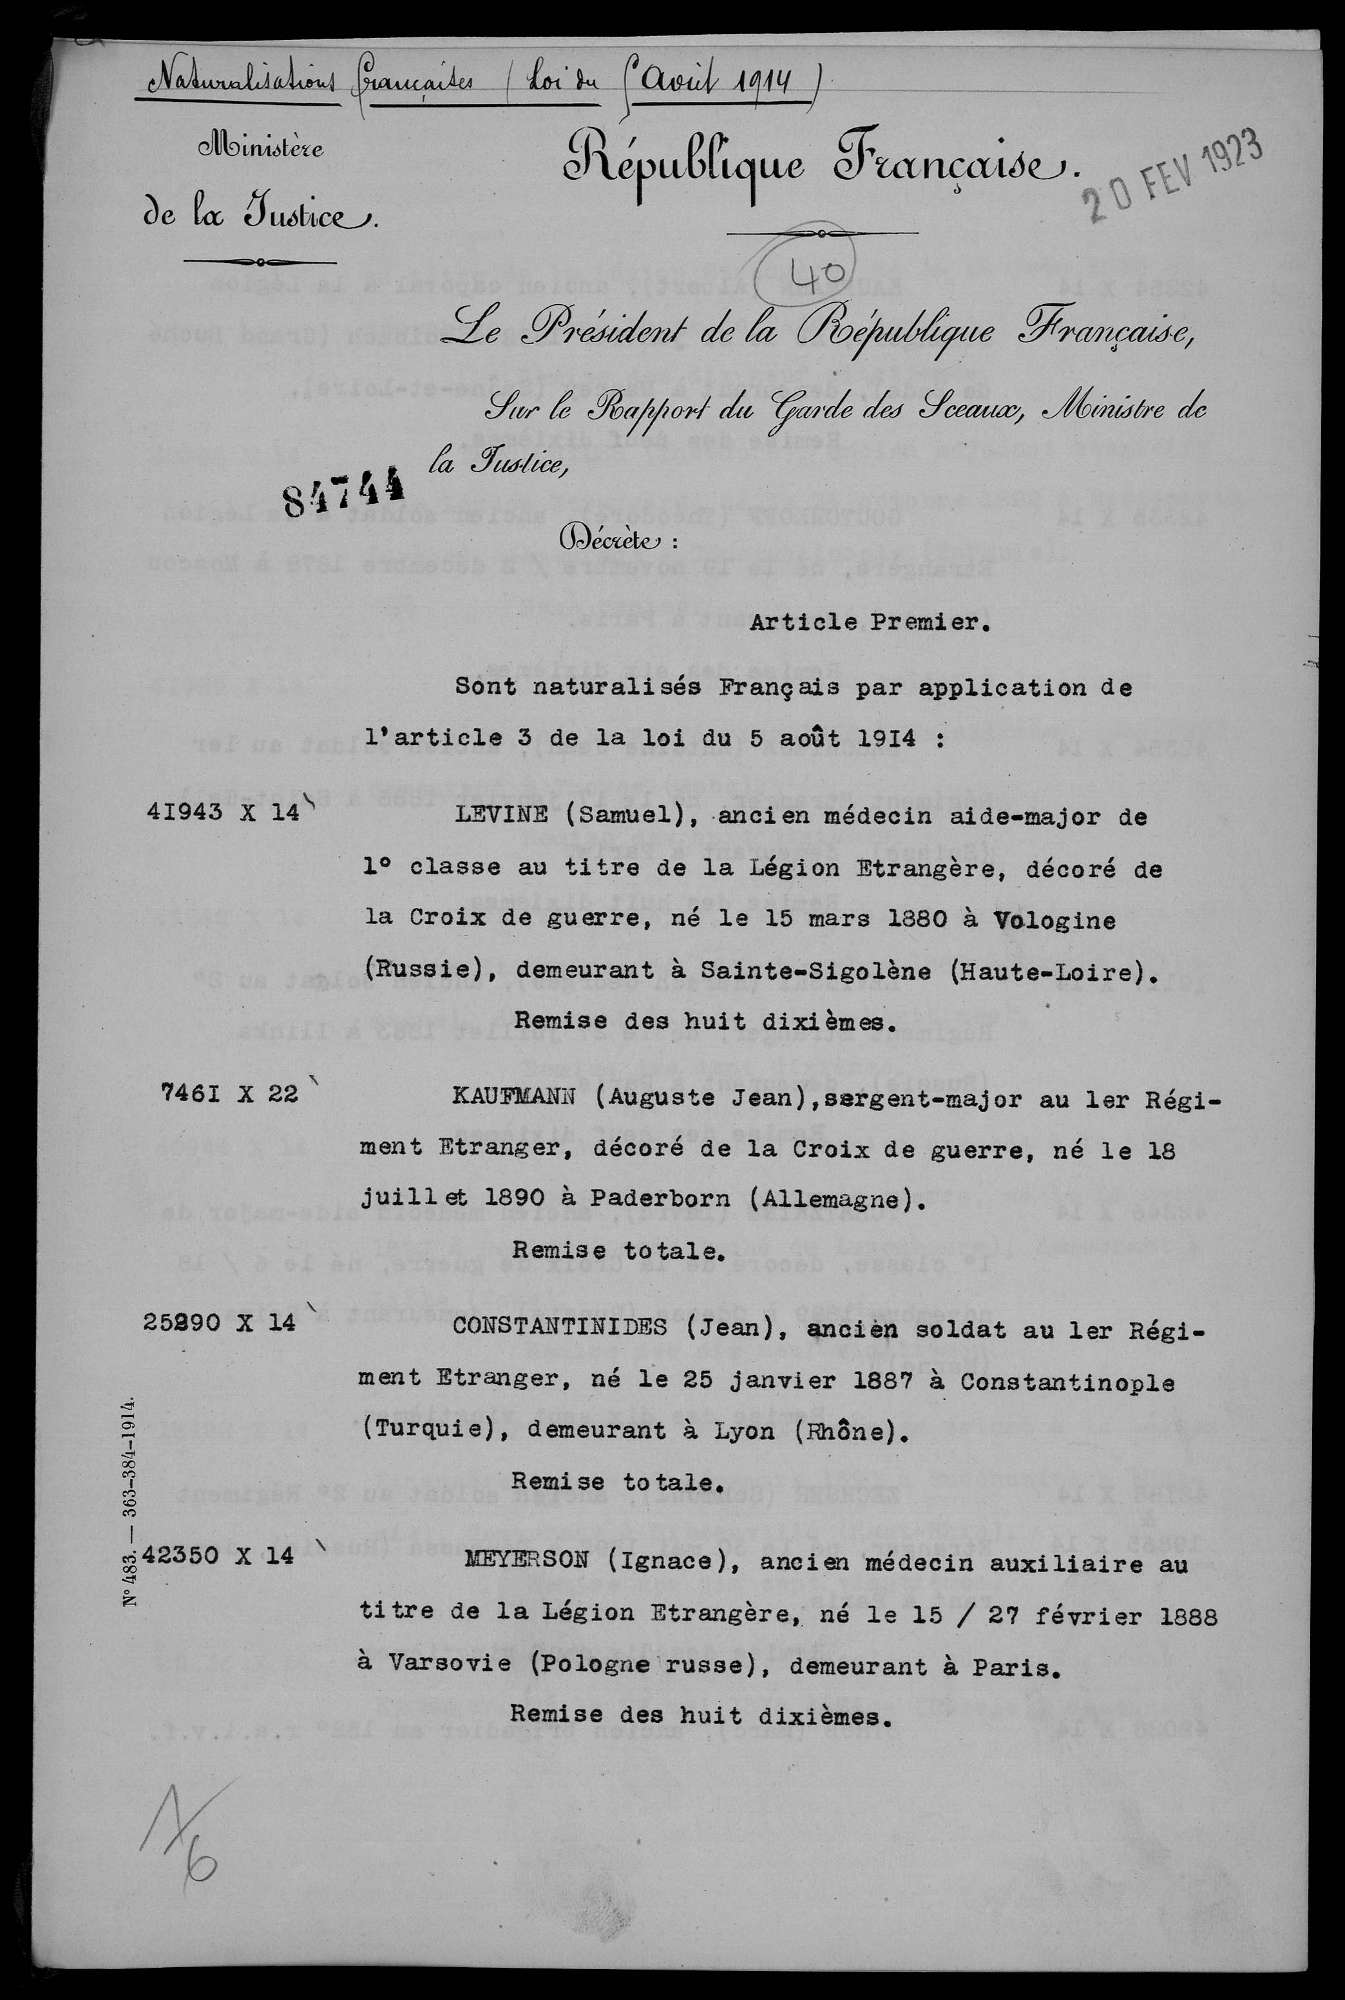 Naturalisations françaises (Loi du 5 Avril 1914)
Ministère
de la Justice.
République Française.
20 FEV 1923
40
Le Président de la République Française,
Sur le Rapport du Garde des Sceaux, Ministre de
la Justice,
84744
Décrète :
Article Premier.
Sont naturalisés Français par application de
l'article 3 de la loi du 5 août 19I4 :
4I943 X 14
LEVINE (Samuel), ancien médecin aide-major de
1° classe au titre de la Légion Etrangère, décoré de
la Croix de guerre, né le 15 mars 1880 à Vologine
(Russie), demeurant à Sainte-Sigolène (Haute-Loire).
Remise des huit dixièmes.
746I X 22
KAUFMANN (Auguste Jean),sergent-major au 1er Régi-
ment Etranger, décoré de la Croix de guerre, né le 18
juillet 1890 à Paderborn (Allemagne).
Remise totale.
25290 X 14
CONSTANTINIDES (Jean), ancien soldat au 1er Régi-
ment Etranger, né le 25 janvier 1887 à Constantinople
(Turquie), demeurant à Lyon (Rhône).
Remise totale.
N° 483. — 363-384-1914.
42350 X 14
MEYERSON (Ignace), ancien médecin auxiliaire au
titre de la Légion Etrangère, né le 15 / 27 février 1888
à Varsovie (Pologne russe), demeurant à Paris.
Remise des huit dixièmes.